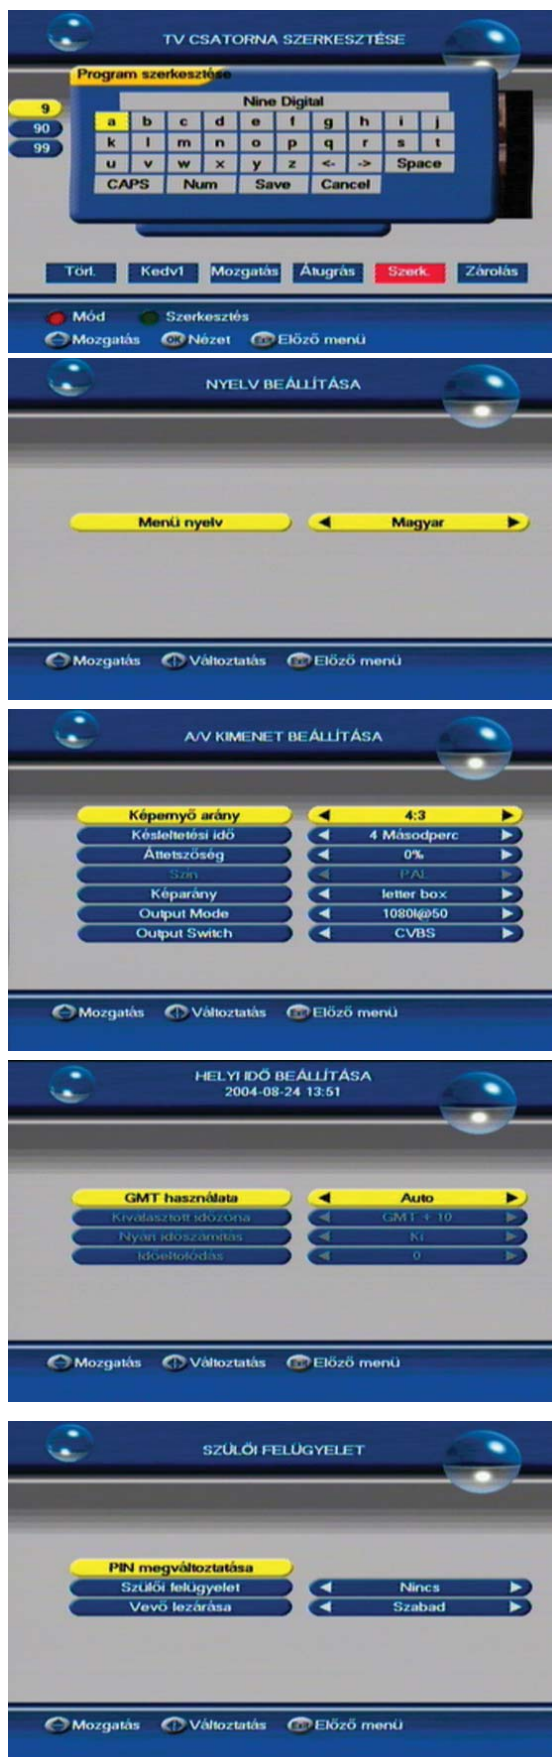 TV CSATORNA SZERKESZTÉSE
Program szerkesztése
Nine Digital
9
90
99
a b c d e f g h i j
k l m n o p q r s t
u v w x y z <- -> Space
CAPS Num Save Cancel
Törl. Kedv1 Mozgatás Átugrás Szerk. Zárolás
Mód Szerkesztés
Mozgatás OK Nézet Előző menü
NYELV BEÁLLÍTÁSA
Menü nyelv Magyar
Mozgatás Változtatás Előző menü
A/V KIMENET BEÁLLÍTÁSA
Képernyő arány 4:3
Késleltetési idő 4 Másodperc
Áttetszőség 0%
Szín PAL
Képarány letter box
Output Mode 1080I@50
Output Switch CVBS
Mozgatás Változtatás Előző menü
HELYI IDŐ BEÁLLÍTÁSA
2004-08-24 13:51
GMT használata Auto
Kiválasztott időzóna GMT + 10
Nyári időszámítás Ki
Időeltolódás 0
Mozgatás Változtatás Előző menü
SZÜLŐI FELÜGYELET
PIN megváltoztatása
Szülői felügyelet Nincs
Vevő lezárása Szabad
Mozgatás Változtatás Előző menü